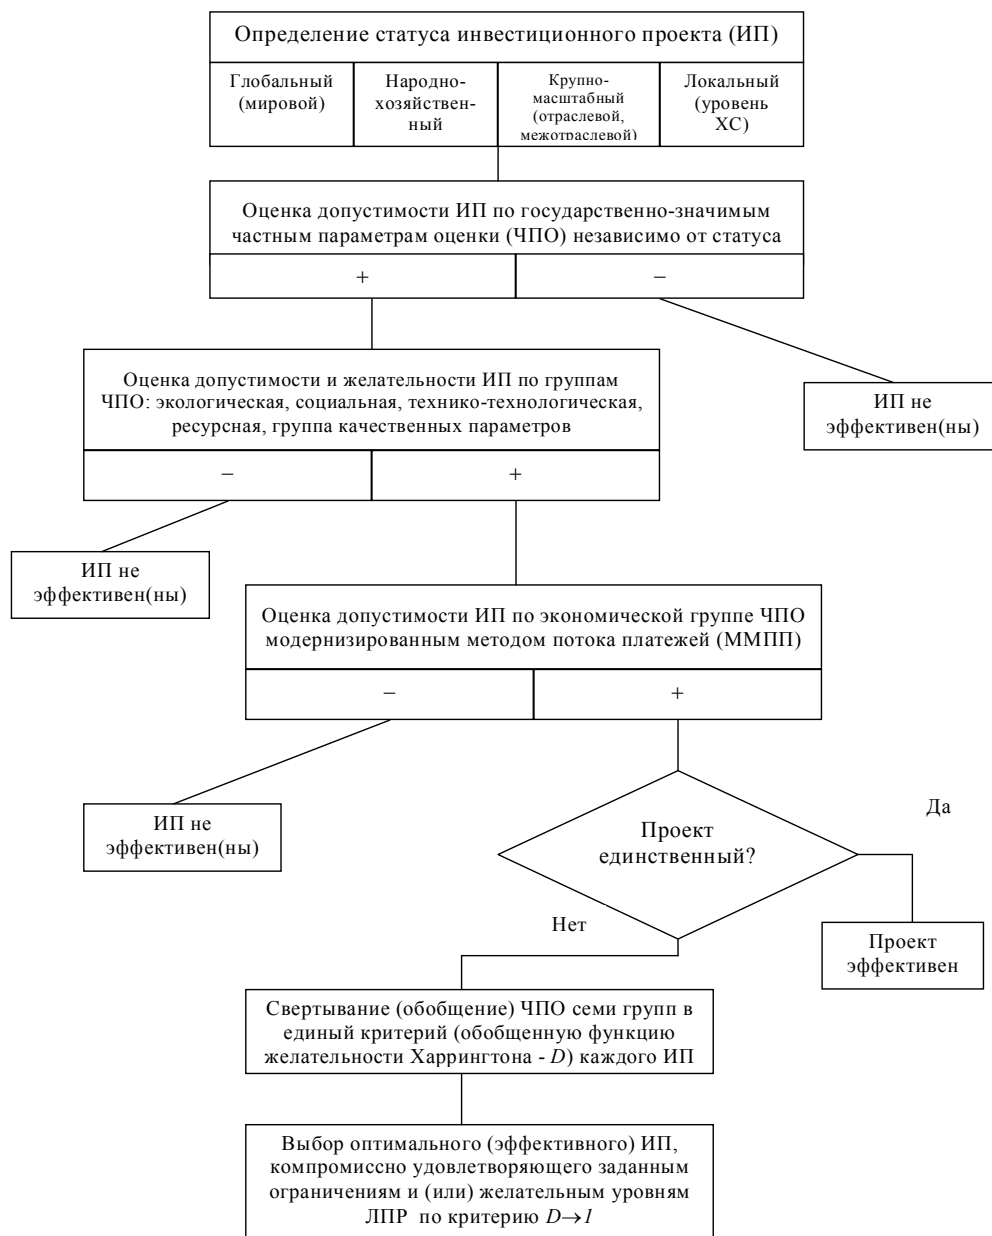 Определение статуса инвестиционного проекта (ИП)
Глобальный
(мировой)
Народно-
хозяйствен-
ный
Крупно-
масштабный
(отраслевой,
межотраслевой)
Локальный
(уровень
ХС)
Оценка допустимости ИП по государственно-значимым
частным параметрам оценки (ЧПО) независимо от статуса
+
–
Оценка допустимости и желательности ИП по группам
ЧПО: экологическая, социальная, технико-технологическая,
ресурсная, группа качественных параметров
–
+
ИП не
эффективен(ны)
ИП не
эффективен(ны)
Оценка допустимости ИП по экономической группе ЧПО
модернизированным методом потока платежей (ММПП)
–
+
ИП не
эффективен(ны)
Проект
единственный?
Да
Нет
Проект
эффективен
Свертывание (обобщение) ЧПО семи групп в
единый критерий (обобщенную функцию
желательности Харрингтона - D) каждого ИП
Выбор оптимального (эффективного) ИП,
компромиссно удовлетворяющего заданным
ограничениям и (или) желательным уровням
ЛПР по критерию D→1